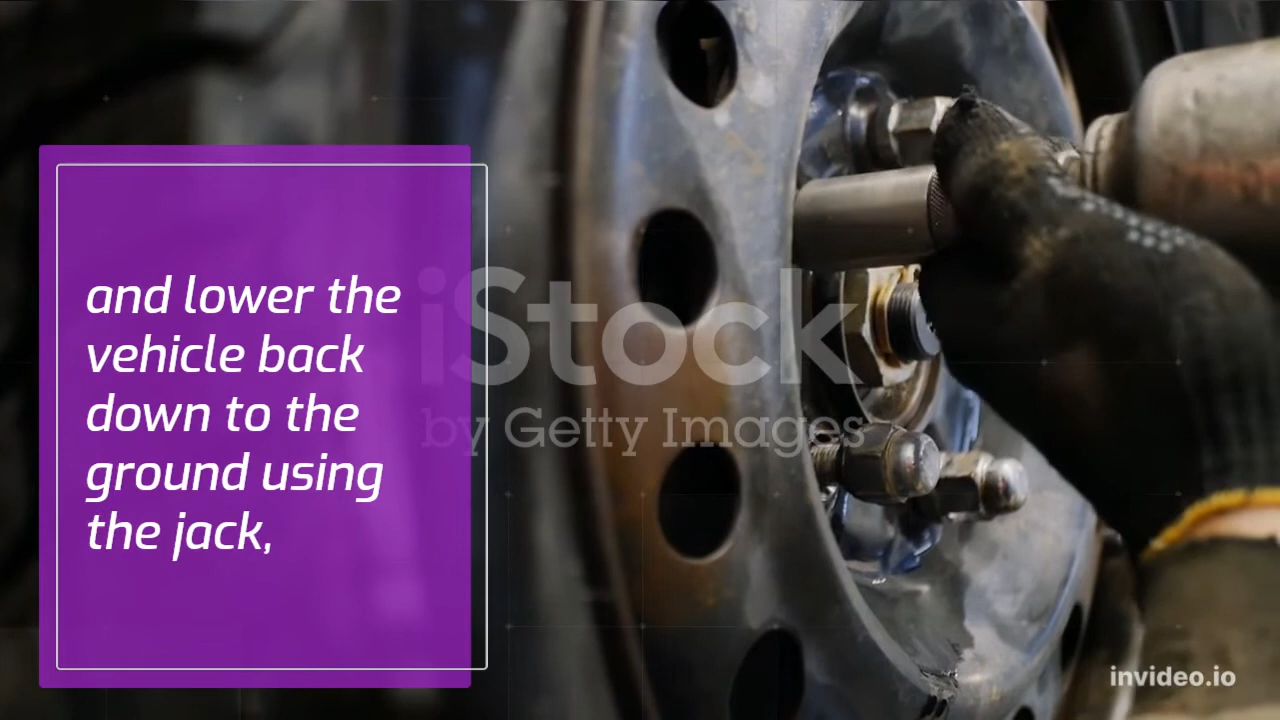 and lower the
vehicle back
down to the
ground using
the jack,
iStock
by Getty Images
invideo.io